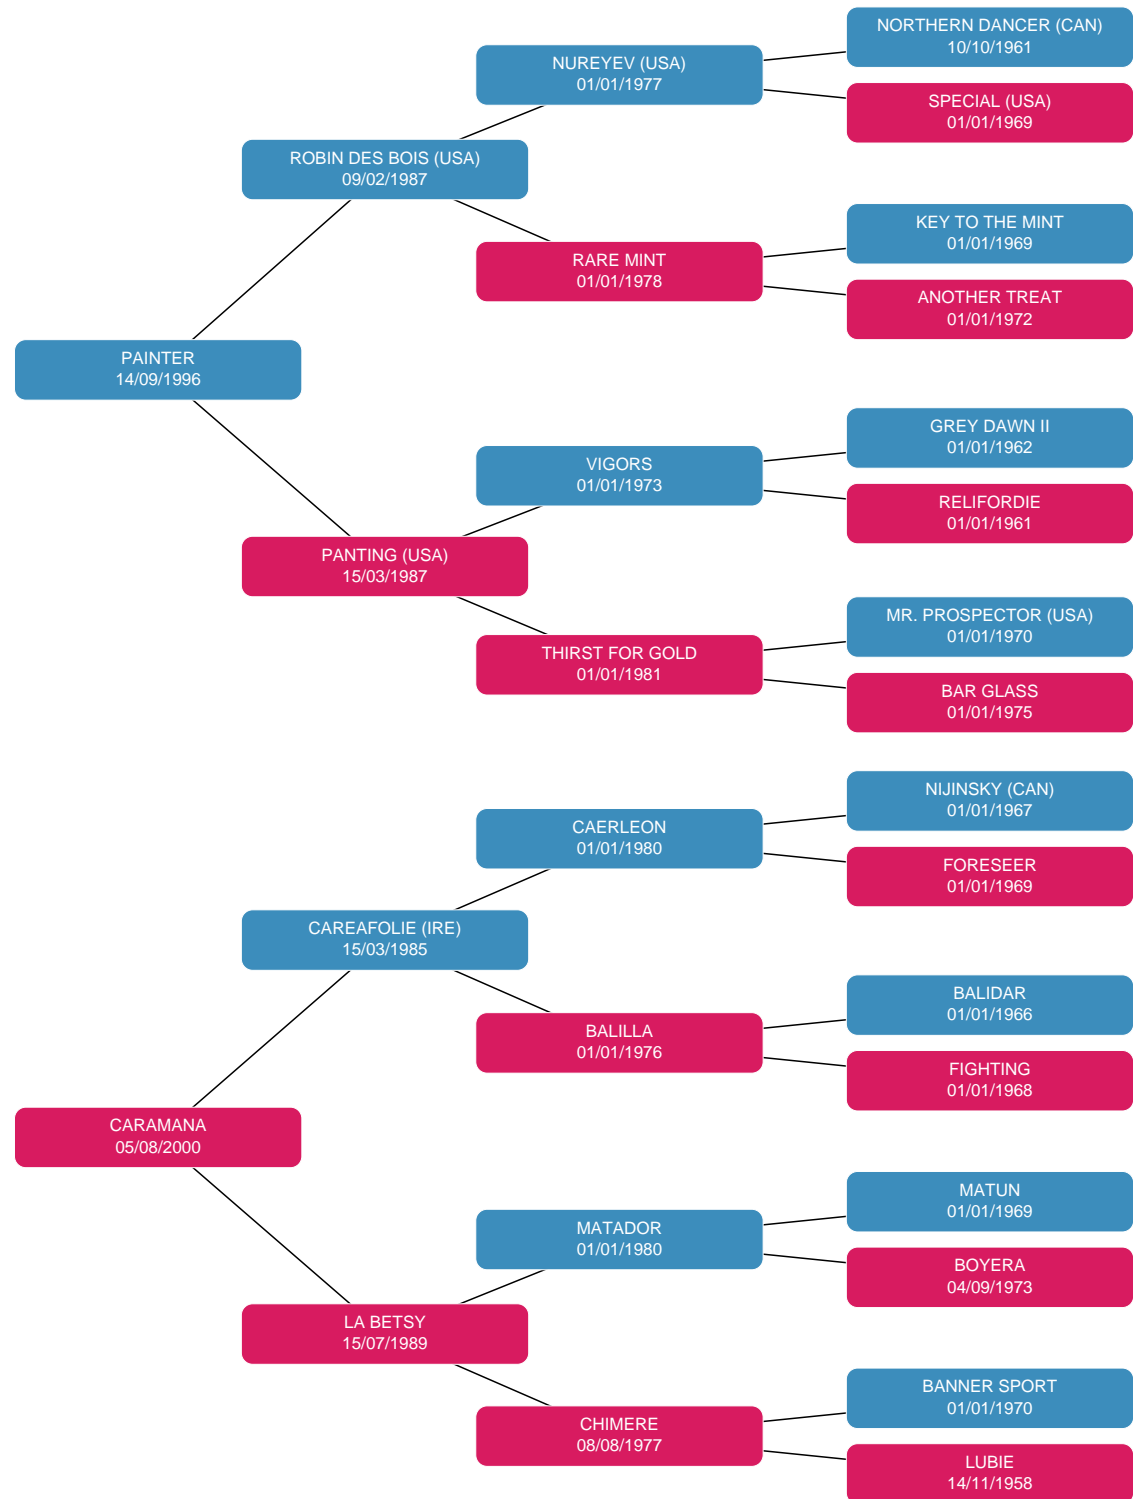 NORTHERN DANCER (CAN)
10/10/1961
NUREYEV (USA)
01/01/1977
SPECIAL (USA)
01/01/1969
ROBIN DES BOIS (USA)
09/02/1987
KEY TO THE MINT
01/01/1969
RARE MINT
01/01/1978
ANOTHER TREAT
01/01/1972
PAINTER
14/09/1996
GREY DAWN II
01/01/1962
VIGORS
01/01/1973
RELIFORDIE
01/01/1961
PANTING (USA)
15/03/1987
MR. PROSPECTOR (USA)
01/01/1970
THIRST FOR GOLD
01/01/1981
BAR GLASS
01/01/1975
NIJINSKY (CAN)
01/01/1967
CAERLEON
01/01/1980
FORESEER
01/01/1969
CAREAFOLIE (IRE)
15/03/1985
BALIDAR
01/01/1966
BALILLA
01/01/1976
FIGHTING
01/01/1968
CARAMANA
05/08/2000
MATUN
01/01/1969
MATADOR
01/01/1980
BOYERA
04/09/1973
LA BETSY
15/07/1989
BANNER SPORT
01/01/1970
CHIMERE
08/08/1977
LUBIE
14/11/1958